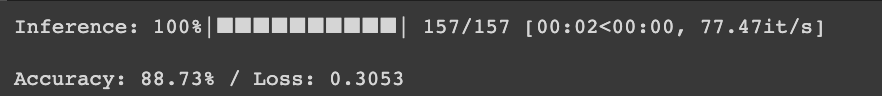 Inference: 100%|██████████| 157/157 [00:02<00:00, 77.47it/s]
Accuracy: 88.73% / Loss: 0.3053